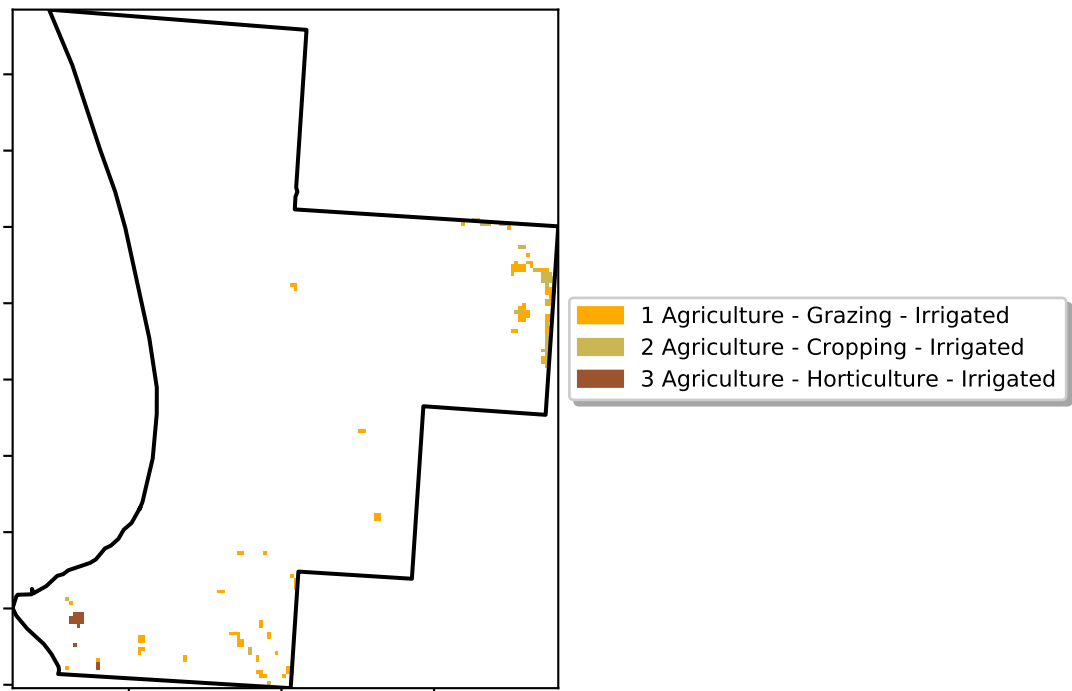 1 Agriculture - Grazing - Irrigated
2 Agriculture - Cropping - Irrigated
3 Agriculture - Horticulture - Irrigated